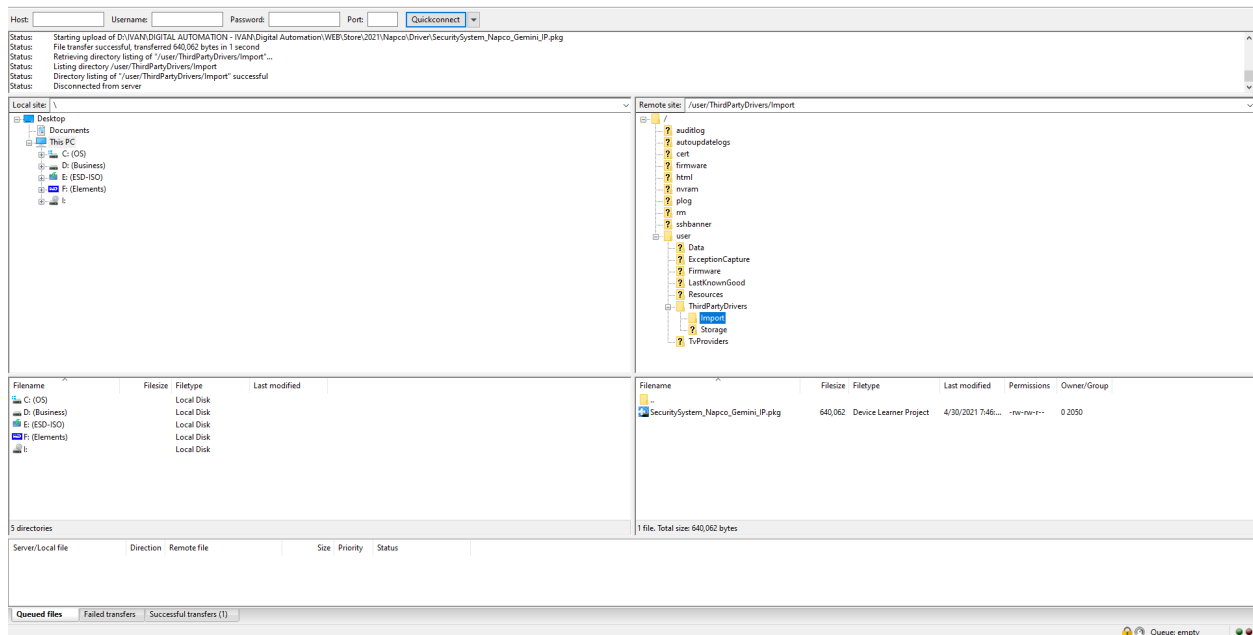 Host: Username: Password: Port: Quickconnect
Status: Starting upload of D:\IVAN\DIGITAL AUTOMATION - IVAN\Digital Automation\WEB\Store\2021\Napco\Driver\SecuritySystem_Napco_Gemini_IP.pkg
Status: File transfer successful, transferred 640,062 bytes in 1 second
Status: Retrieving directory listing of "/user/ThirdPartyDrivers/Import"...
Status: Listing directory /user/ThirdPartyDrivers/Import
Status: Directory listing of "/user/ThirdPartyDrivers/Import" successful
Status: Disconnected from server
Local site: \
Desktop
Documents
This PC
C: (OS)
D: (Business)
E: (ESD-ISO)
F: (Elements)
I:
Remote site: /user/ThirdPartyDrivers/Import
/
? auditlog
? autoupdatelogs
? cert
? firmware
? html
? nvram
? plog
? rm
? sshbanner
user
? Data
? ExceptionCapture
? Firmware
? LastKnownGood
? Resources
ThirdPartyDrivers
Import
? Storage
? TvProviders
Filename Filesize Filetype Last modified
C: (OS) Local Disk
D: (Business) Local Disk
E: (ESD-ISO) Local Disk
F: (Elements) Local Disk
I: Local Disk
5 directories
Filename Filesize Filetype Last modified Permissions Owner/Group
..
SecuritySystem_Napco_Gemini_IP.pkg 640,062 Device Learner Project 4/30/2021 7:46:... -rw-rw-r-- 0 2050
1 file. Total size: 640,062 bytes
Server/Local file Direction Remote file Size Priority Status
Queued files Failed transfers Successful transfers (1)
Queue: empty